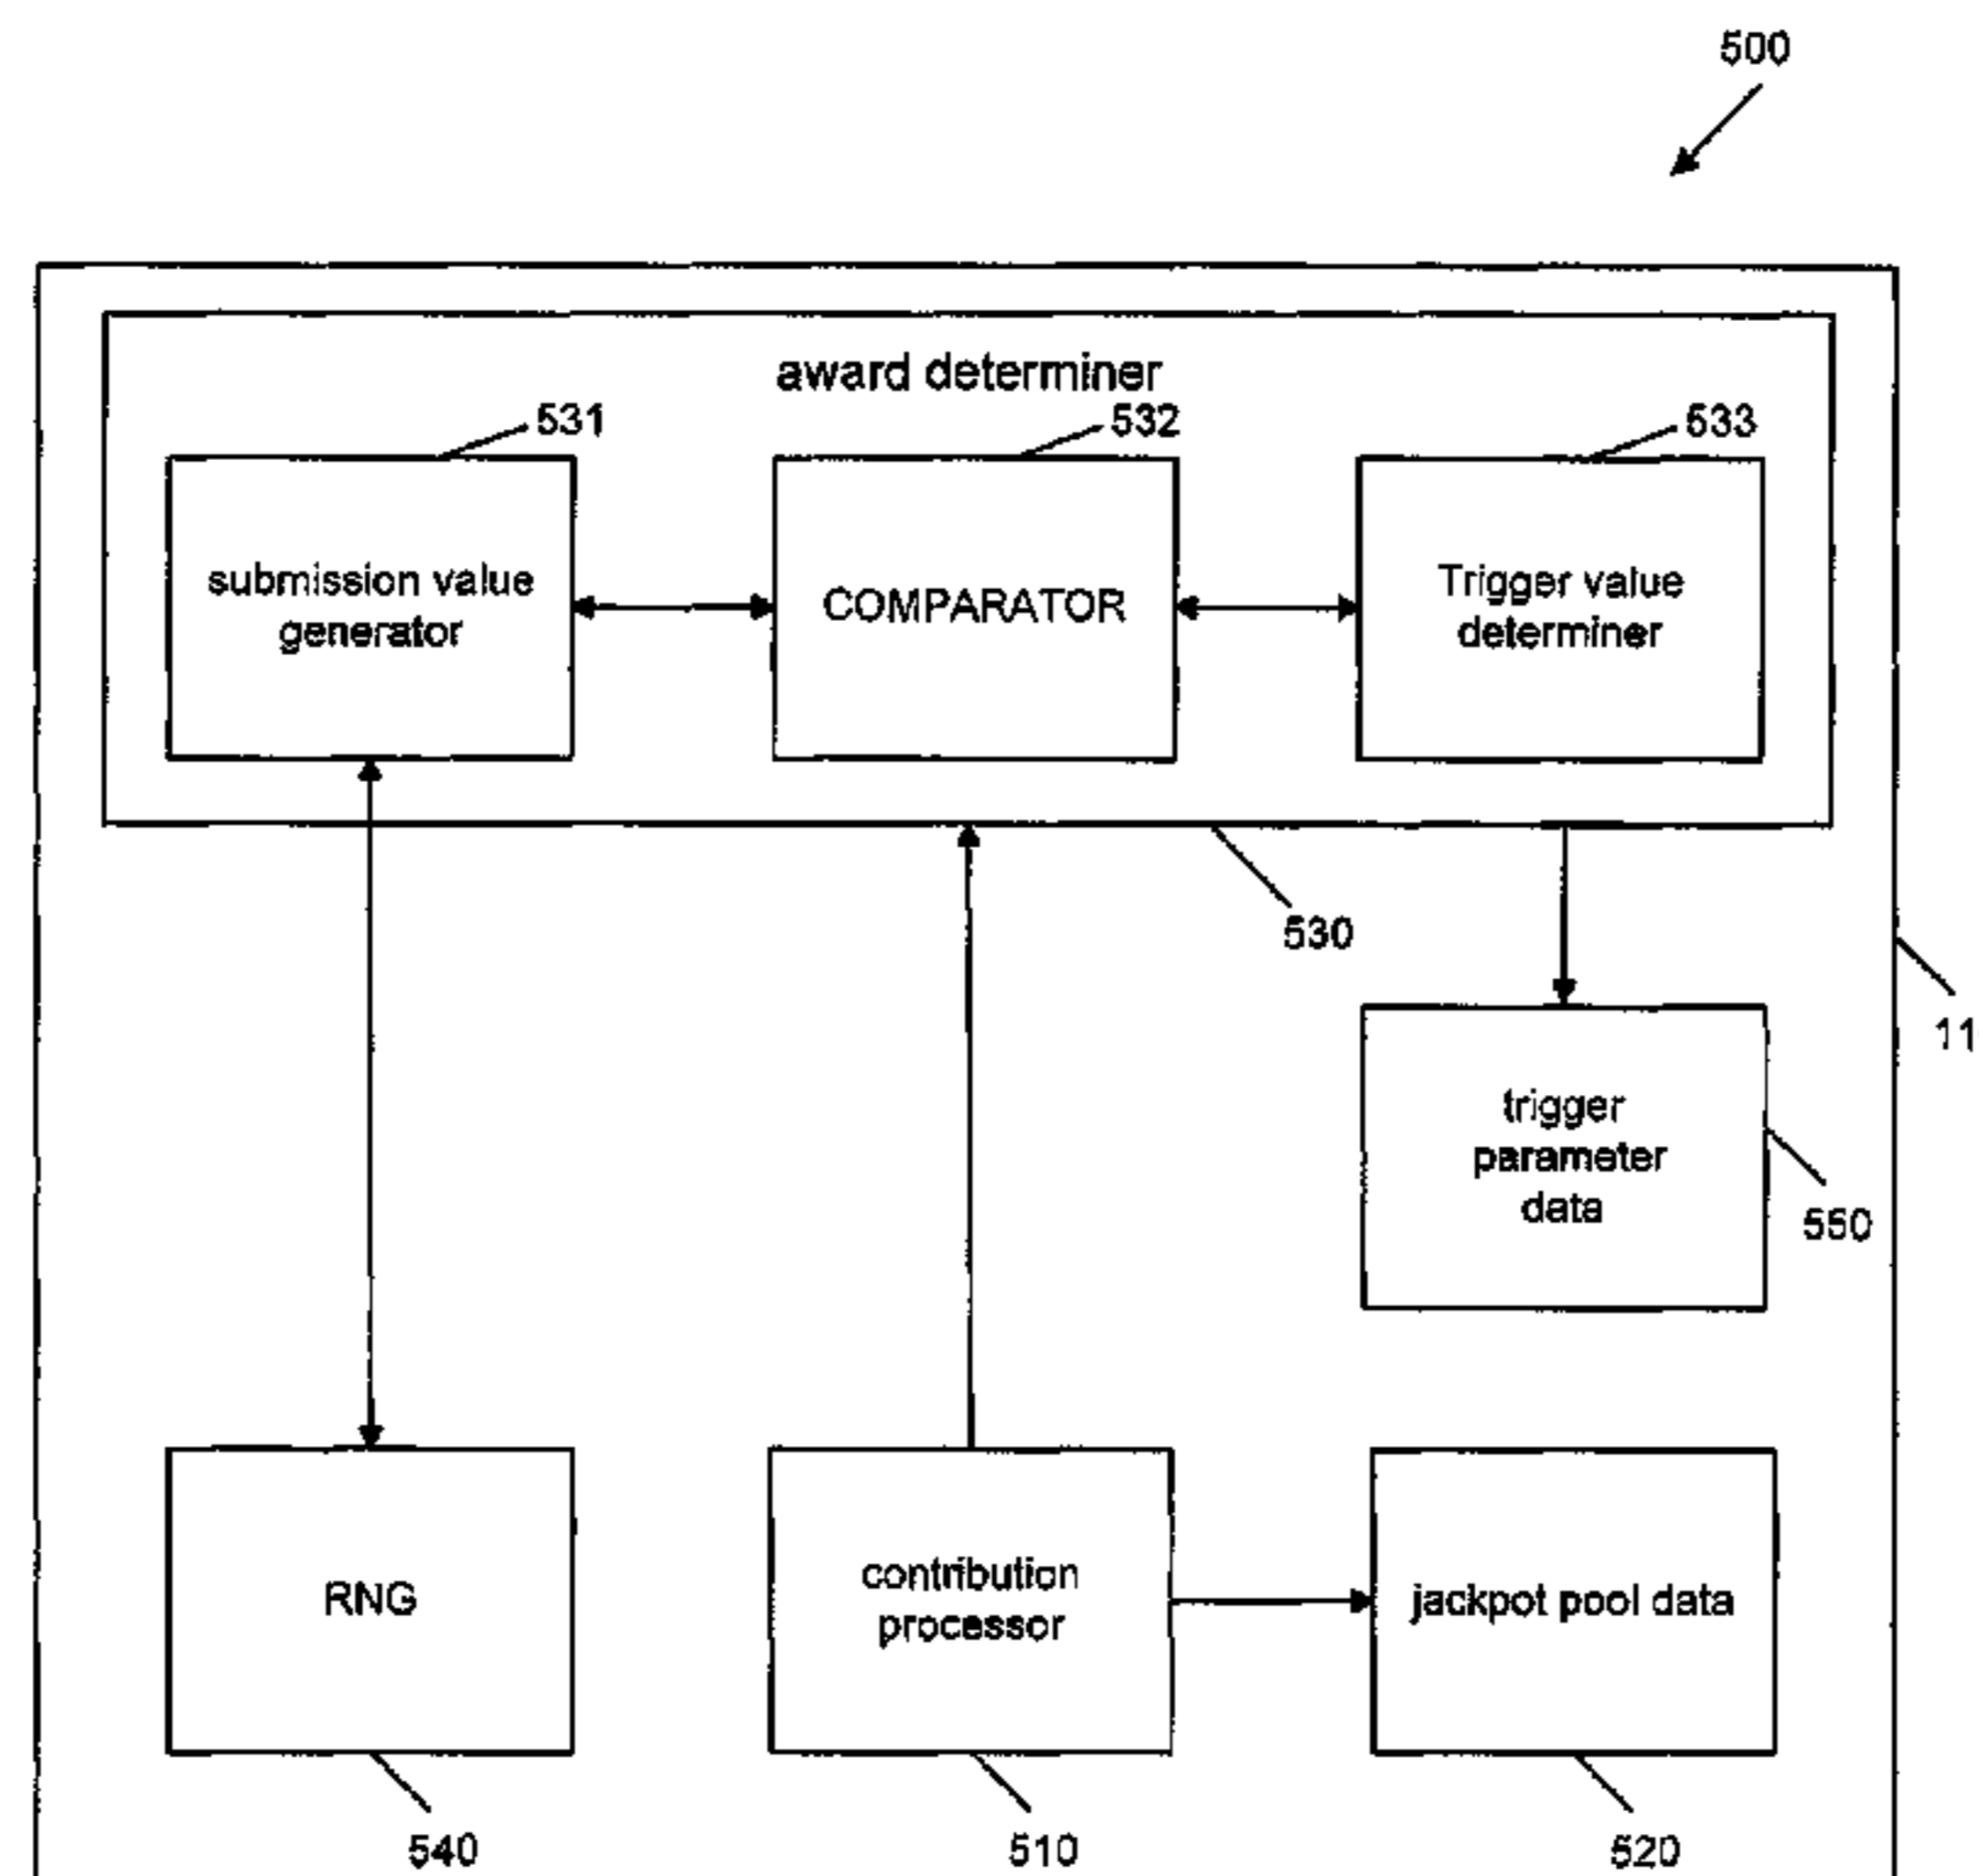 500
award determiner
531
532
533
submission value
generator
COMPARATOR
Trigger value
determiner
530
11
trigger
parameter
data
550
RNG
contribution
processor
jackpot pool data
540
510
520